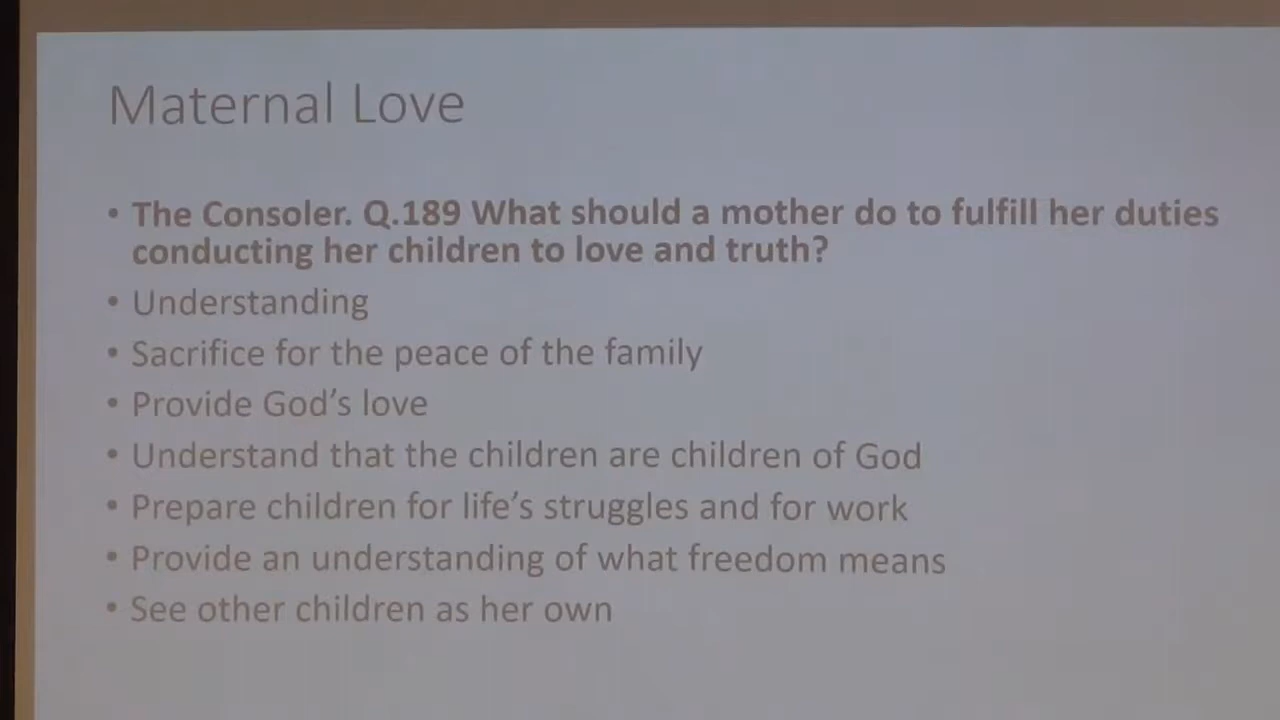 Maternal Love
• The Consoler. Q.189 What should a mother do to fulfill her duties
conducting her children to love and truth?
• Understanding
• Sacrifice for the peace of the family
• Provide God’s love
• Understand that the children are children of God
• Prepare children for life’s struggles and for work
• Provide an understanding of what freedom means
• See other children as her own